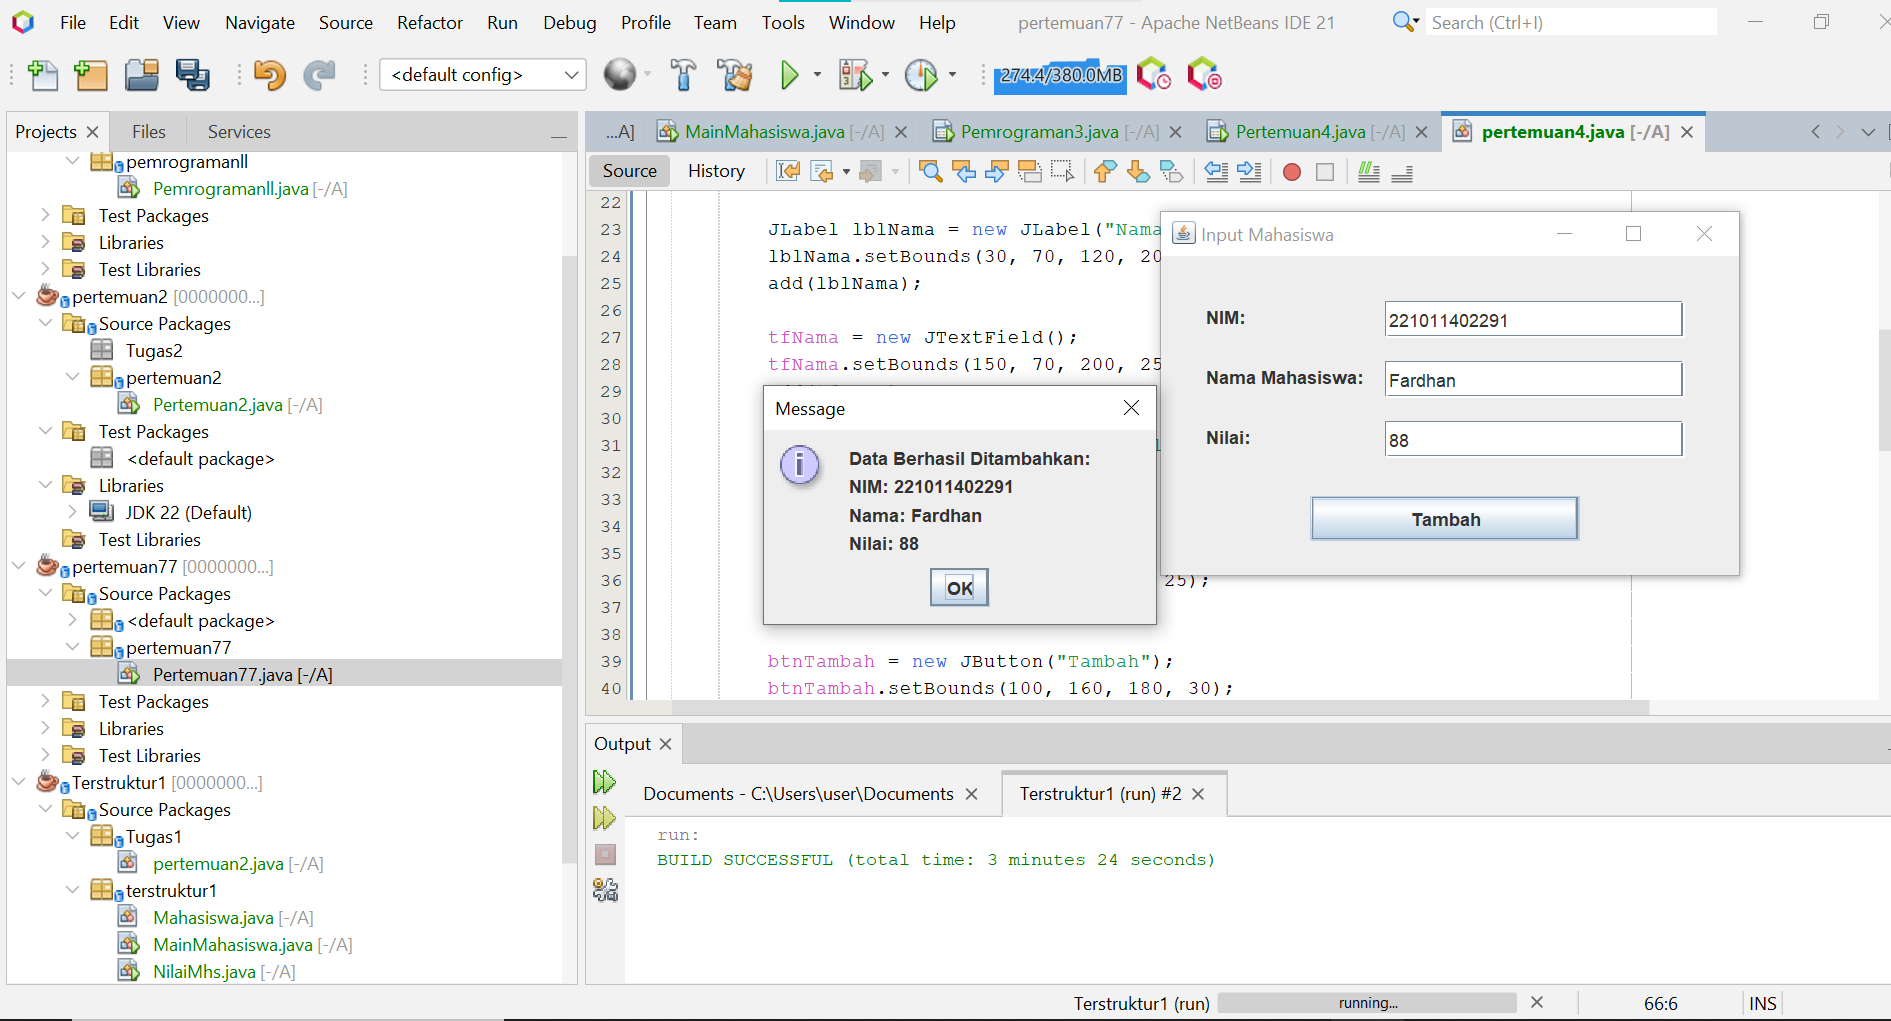 File Edit View Navigate Source Refactor Run Debug Profile Team Tools Window Help pertemuan77 - Apache NetBeans IDE 21 Search (Ctrl+I)
<default config> 274.4/380.0MB
Projects Files Services
pemrogramanll
Pemrogramanll.java [-/A]
Test Packages
Libraries
Test Libraries
pertemuan2 [0000000...]
Source Packages
Tugas2
pertemuan2
Pertemuan2.java [-/A]
Test Packages
<default package>
Libraries
JDK 22 (Default)
Test Libraries
pertemuan77 [0000000...]
Source Packages
<default package>
pertemuan77
Pertemuan77.java [-/A]
Test Packages
Libraries
Test Libraries
Terstruktur1 [0000000...]
Source Packages
Tugas1
pertemuan2.java [-/A]
terstruktur1
Mahasiswa.java [-/A]
MainMahasiswa.java [-/A]
NilaiMhs.java [-/A]
...A] MainMahasiswa.java [-/A] Pemrograman3.java [-/A] Pertemuan4.java [-/A] pertemuan4.java [-/A]
Source History
22
23 JLabel lblNama = new JLabel("Nama
24 lblNama.setBounds(30, 70, 120, 20
25 add(lblNama);
26
27 tfNama = new JTextField();
28 tfNama.setBounds(150, 70, 200, 25
29
30
31
32
33
34
35
36 25);
37
38
39 btnTambah = new JButton("Tambah");
40 btnTambah.setBounds(100, 160, 180, 30);
Input Mahasiswa
NIM: 221011402291
Nama Mahasiswa: Fardhan
Nilai: 88
Tambah
Message
Data Berhasil Ditambahkan:
NIM: 221011402291
Nama: Fardhan
Nilai: 88
OK
Output
Documents - C:\Users\user\Documents Terstruktur1 (run) #2
run:
BUILD SUCCESSFUL (total time: 3 minutes 24 seconds)
Terstruktur1 (run) running... 66:6 INS